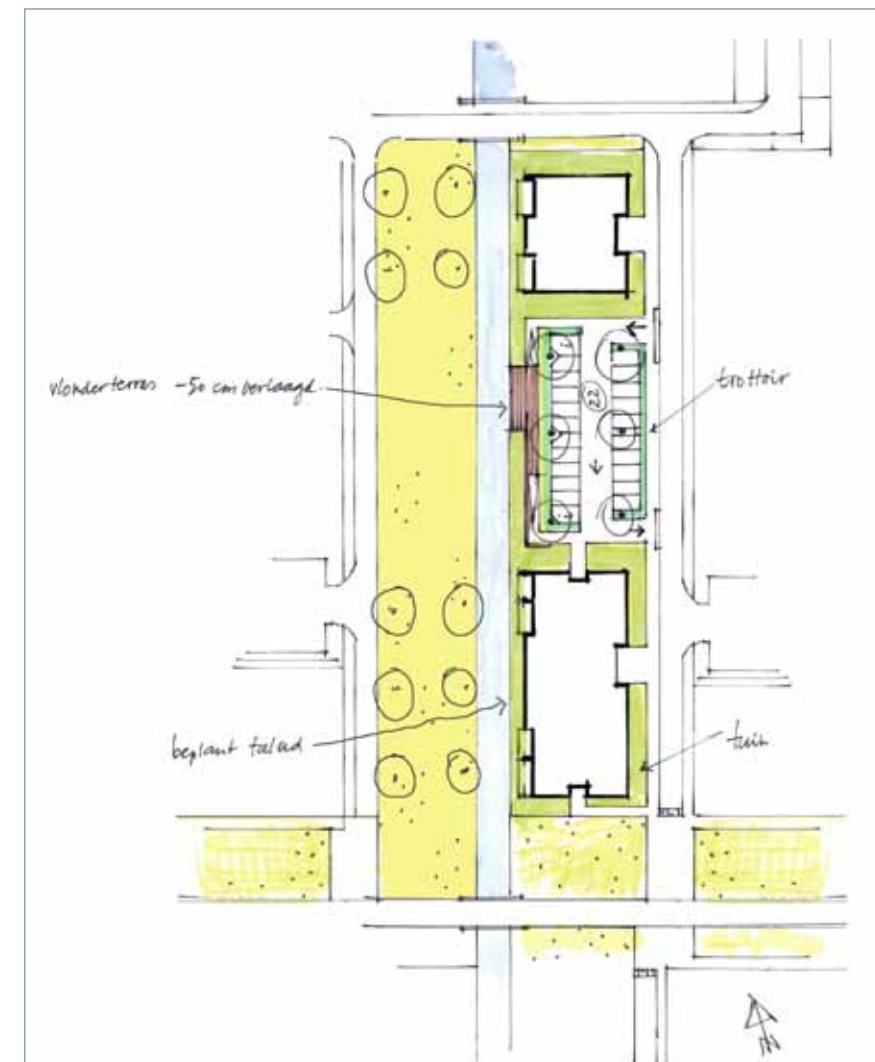 vlonderterras -50 cm verlaagd
trottoir
22
beplant talud
tuin
N